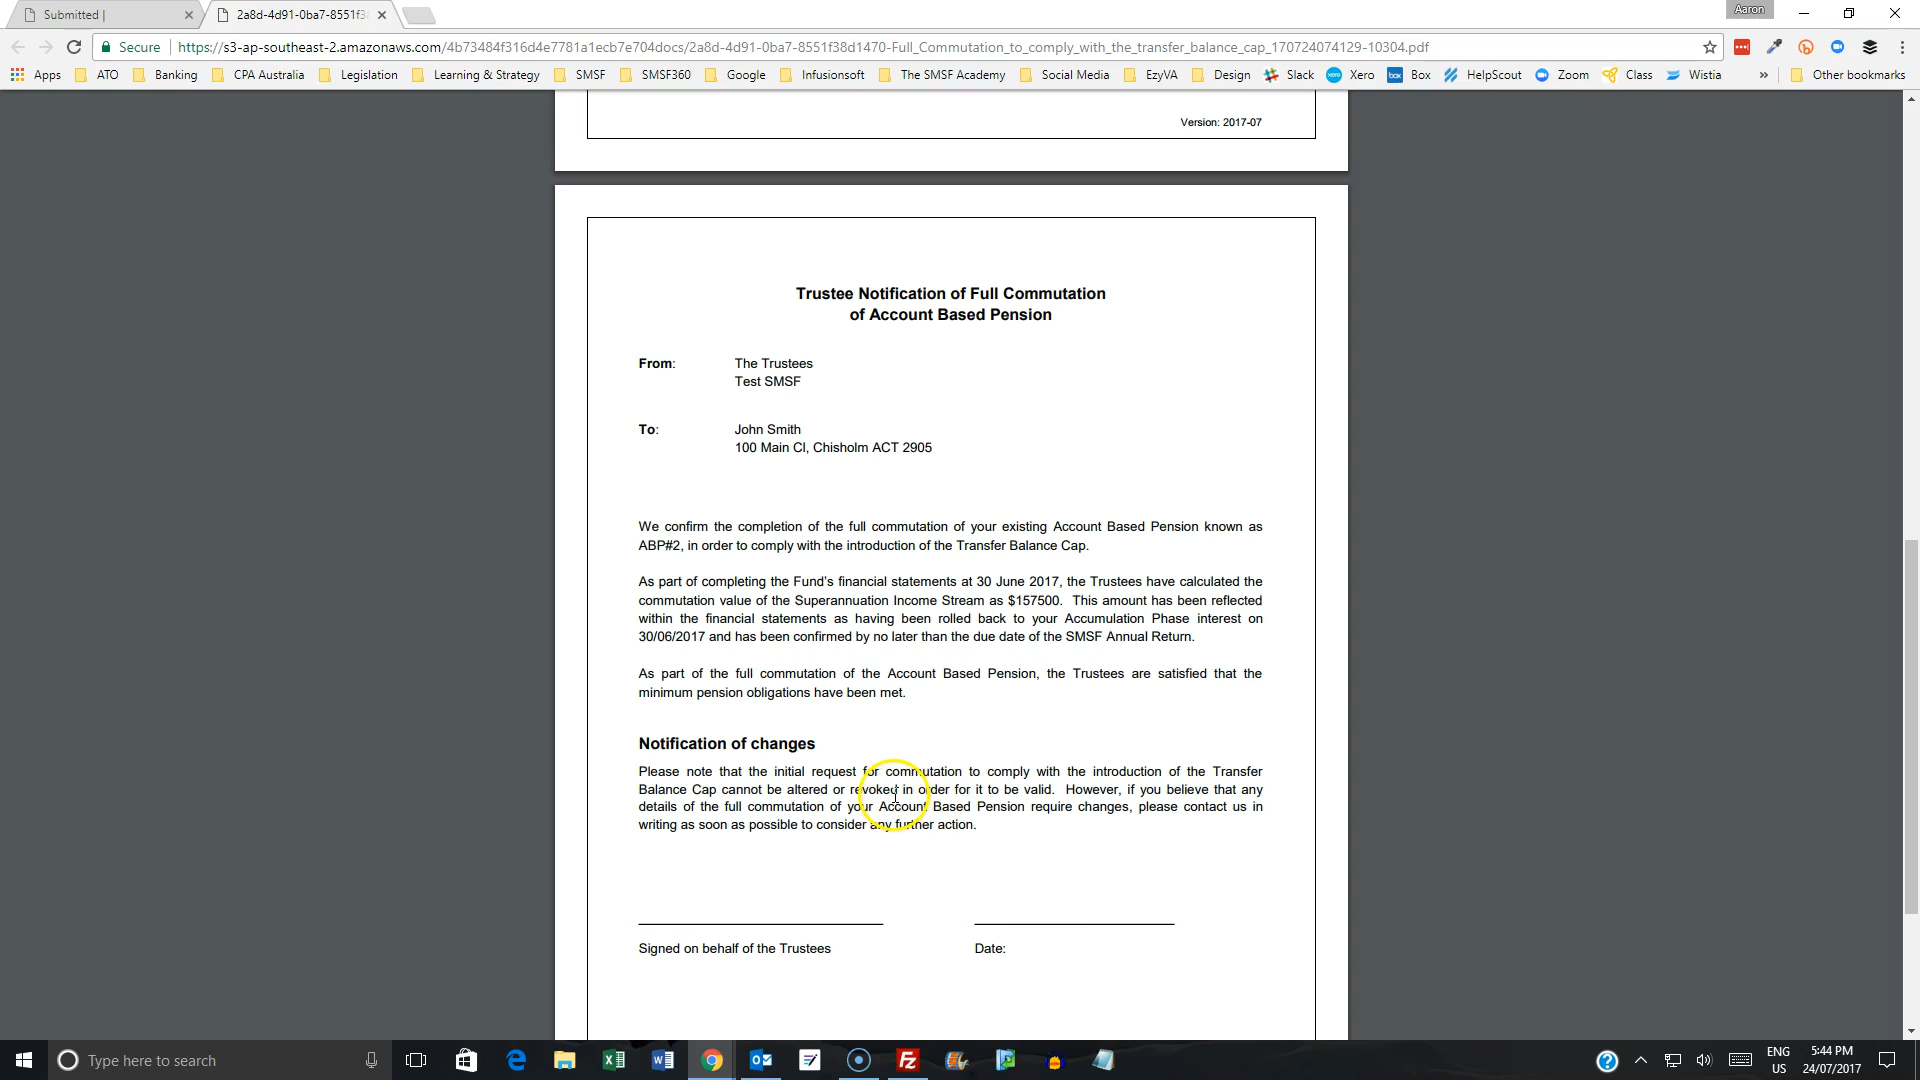 Submitted |
2a8d-4d91-0ba7-8551f3
Aaron
Secure
https://s3-ap-southeast-2.amazonaws.com/4b73484f316d4e7781a1ecb7e704docs/2a8d-4d91-0ba7-8551f38d1470-Full_Commutation_to_comply_with_the_transfer_balance_cap_170724074129-10304.pdf
Apps ATO Banking CPA Australia Legislation Learning & Strategy SMSF SMSF360 Google Infusionsoft The SMSF Academy Social Media EzyVA Design Slack Xero Box HelpScout Zoom Class Wistia » Other bookmarks
Version: 2017-07
Trustee Notification of Full Commutation
of Account Based Pension
From: The Trustees
Test SMSF
To: John Smith
100 Main Cl, Chisholm ACT 2905
We confirm the completion of the full commutation of your existing Account Based Pension known as
ABP#2, in order to comply with the introduction of the Transfer Balance Cap.
As part of completing the Fund's financial statements at 30 June 2017, the Trustees have calculated the
commutation value of the Superannuation Income Stream as $157500. This amount has been reflected
within the financial statements as having been rolled back to your Accumulation Phase interest on
30/06/2017 and has been confirmed by no later than the due date of the SMSF Annual Return.
As part of the full commutation of the Account Based Pension, the Trustees are satisfied that the
minimum pension obligations have been met.
Notification of changes
Please note that the initial request for commutation to comply with the introduction of the Transfer
Balance Cap cannot be altered or revoked in order for it to be valid. However, if you believe that any
details of the full commutation of your Account Based Pension require changes, please contact us in
writing as soon as possible to consider any further action.
Signed on behalf of the Trustees
Date:
Type here to search
ENG
US
5:44 PM
24/07/2017